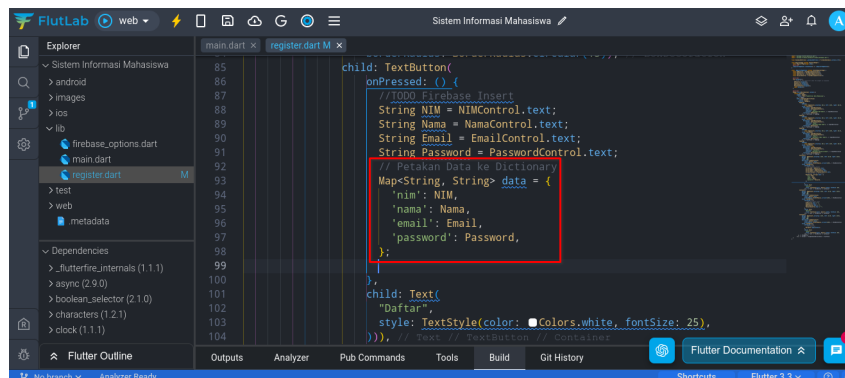 FlutLab web Sistem Informasi Mahasiswa A
Explorer
main.dart × register.dart M ×
Sistem Informasi Mahasiswa
> android
> images
> ios
lib
firebase_options.dart
main.dart
register.dart M
> test
> web
.metadata
Dependencies
> _flutterfire_internals (1.1.1)
> async (2.9.0)
> boolean_selector (2.1.0)
> characters (1.2.1)
> clock (1.1.1)
Flutter Outline
1
85 child: TextButton(
86 onPressed: () {
87 //TODO Firebase Insert
88 String NIM = NIMControl.text;
89 String Nama = NamaControl.text;
90 String Email = EmailControl.text;
91 String Password = PasswordControl.text;
92 // Petakan Data ke Dictionary
93 Map<String, String> data = {
94 'nim': NIM,
95 'nama': Nama,
96 'email': Email,
97 'password': Password,
98 };
99
100 },
101 child: Text(
102 "Daftar",
103 style: TextStyle(color: Colors.white, fontSize: 25),
104 ))), // Text // TextButton // Container
Outputs Analyzer Pub Commands Tools Build Git History
Flutter Documentation
No branch Analyzer Ready Shortcuts Flutter 3.3